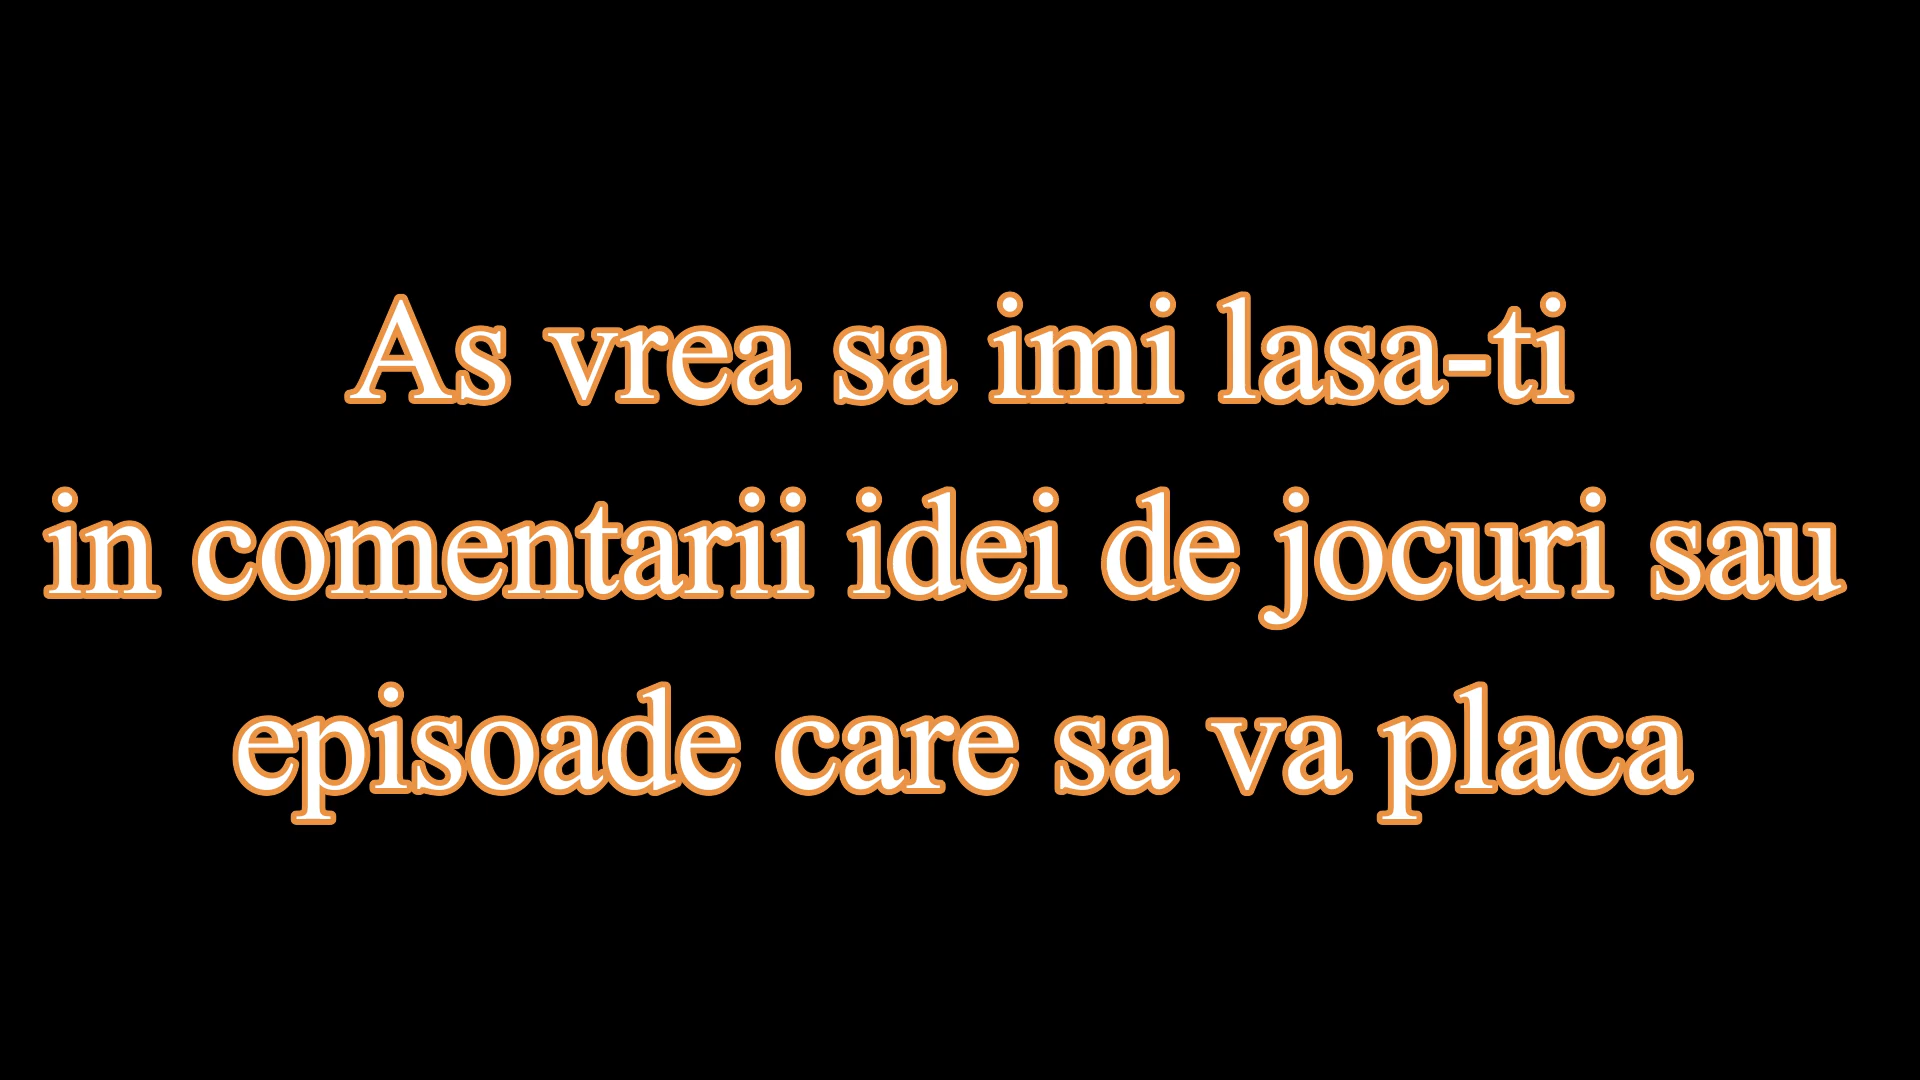 As vrea sa imi lasa-ti
in comentarii idei de jocuri sau
episoade care sa va placa